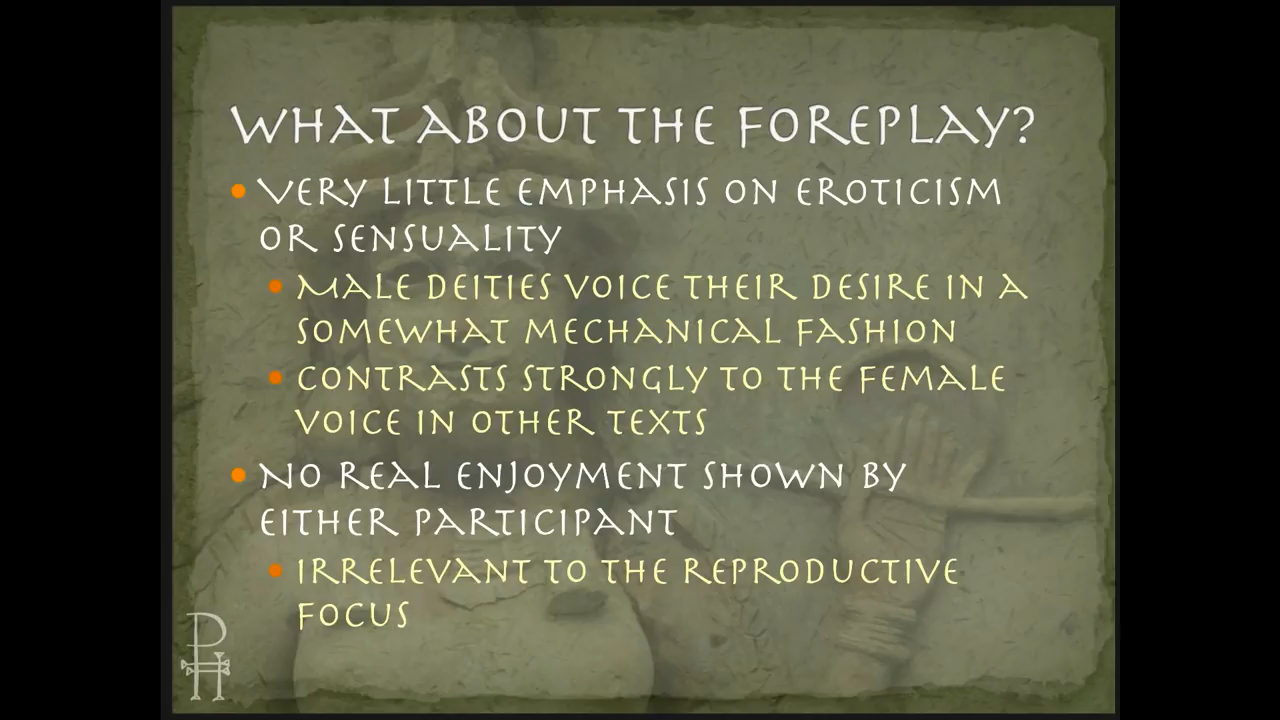 What about the Foreplay?
• Very little emphasis on eroticism
or sensuality
• Male deities voice their desire in a
somewhat mechanical fashion
• Contrasts strongly to the female
voice in other texts
• No real enjoyment shown by
either participant
• Irrelevant to the reproductive
focus
PH